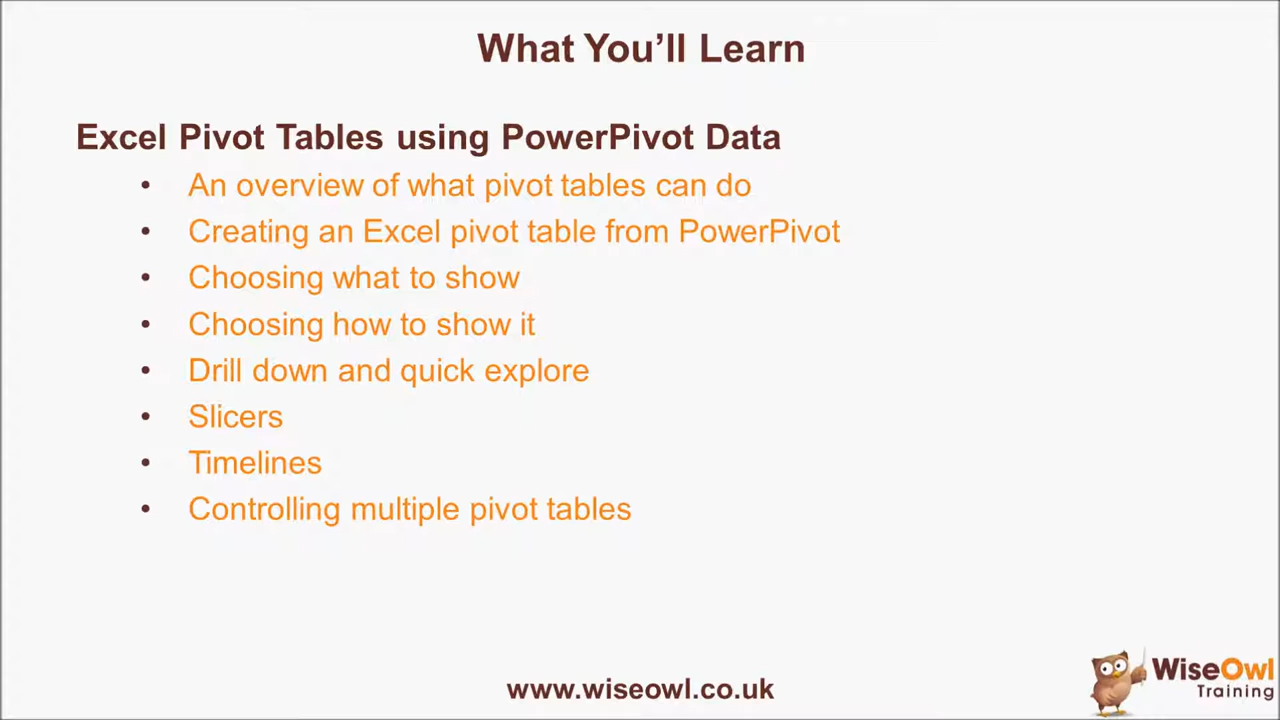 What You'll Learn
Excel Pivot Tables using PowerPivot Data
• An overview of what pivot tables can do
• Creating an Excel pivot table from PowerPivot
• Choosing what to show
• Choosing how to show it
• Drill down and quick explore
• Slicers
• Timelines
• Controlling multiple pivot tables
www.wiseowl.co.uk
WiseOwl
Training